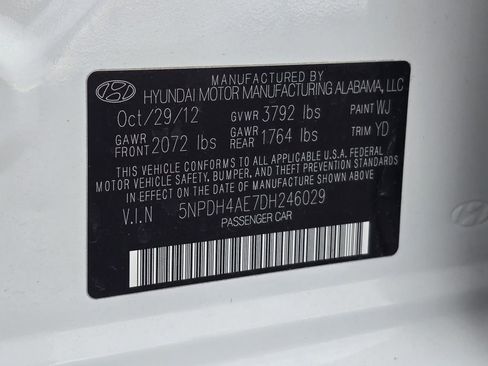 MANUFACTURED BY
HYUNDAI MOTOR MANUFACTURING ALABAMA, LLC
Oct/29/12 GVWR 3792 lbs PAINT WJ
GAWR FRONT 2072 lbs GAWR REAR 1764 lbs TRIM YD
THIS VEHICLE CONFORMS TO ALL APPLICABLE U.S.A. FEDERAL
MOTOR VEHICLE SAFETY, BUMPER, AND THEFT PREVENTION STANDARDS
IN EFFECT ON THE DATE OF MANUFACTURE SHOWN ABOVE.
V.I.N 5NPDH4AE7DH246029
PASSENGER CAR